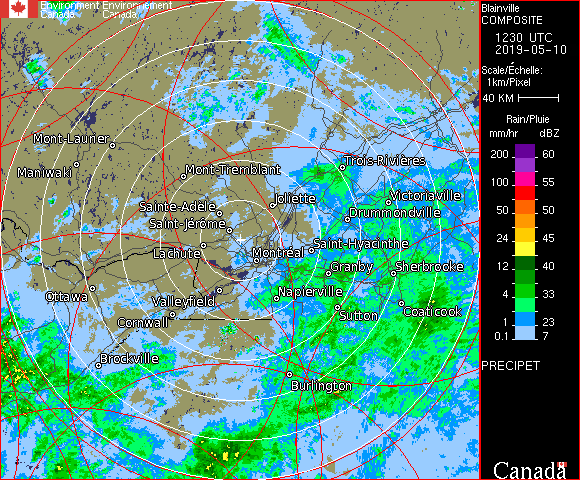 Environment Environnement
Canada Canada
Mont-Laurier
Maniwaki
Mont-Tremblant
Trois-Rivières
Sainte-Adèle
Joliette
Victoriaville
Drummondville
Saint-Jérôme
Lachute
Montréal
Saint-Hyacinthe
Granby
Sherbrooke
Ottawa
Valleyfield
Napierville
Cornwall
Sutton
Coaticook
Brockville
Burlington
Blainville
COMPOSITE
1230 UTC
2019-05-10
Scale/Échelle:
1km/Pixel
40 KM
Rain/Pluie
mm/hr dBZ
200 60
100 55
50 50
24 45
12 40
4 33
1 23
0.1 7
PRECIPET
Canada